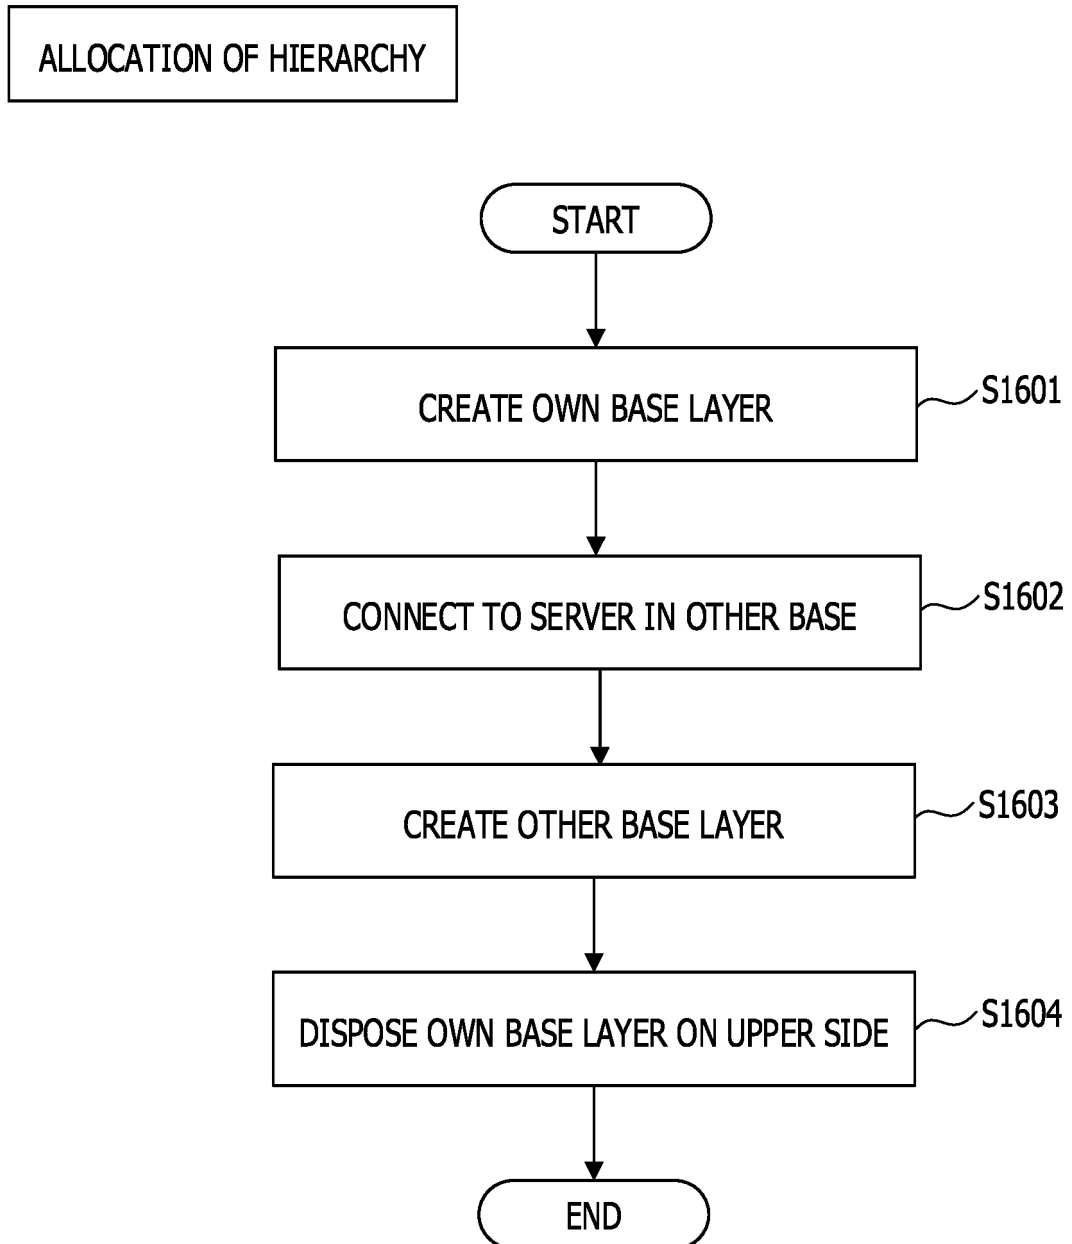 ALLOCATION OF HIERARCHY
START
CREATE OWN BASE LAYER
S1601
CONNECT TO SERVER IN OTHER BASE
S1602
CREATE OTHER BASE LAYER
S1603
DISPOSE OWN BASE LAYER ON UPPER SIDE
S1604
END